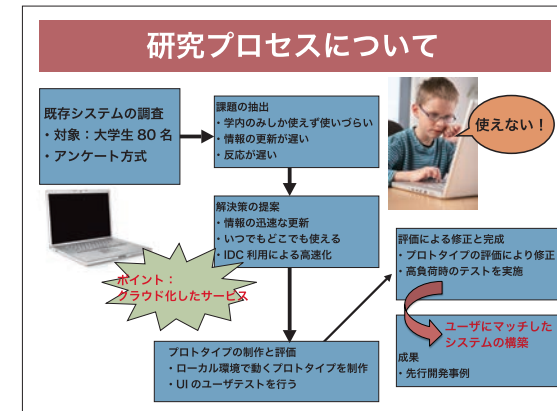 研究プロセスについて
既存システムの調査
・対象：大学生80名
・アンケート方式
課題の抽出
・学内のみしか使えず使いづらい
・情報の更新が遅い
・反応が遅い
使えない！
解決策の提案
・情報の迅速な更新
・いつでもどこでも使える
・IDC利用による高速化
ポイント：
クラウド化したサービス
プロトタイプの制作と評価
・ローカル環境で動くプロトタイプを制作
・UIのユーザテストを行う
評価による修正と完成
・プロトタイプの評価により修正
・高負荷時のテストを実施
ユーザにマッチした
システムの構築
成果
・先行開発事例